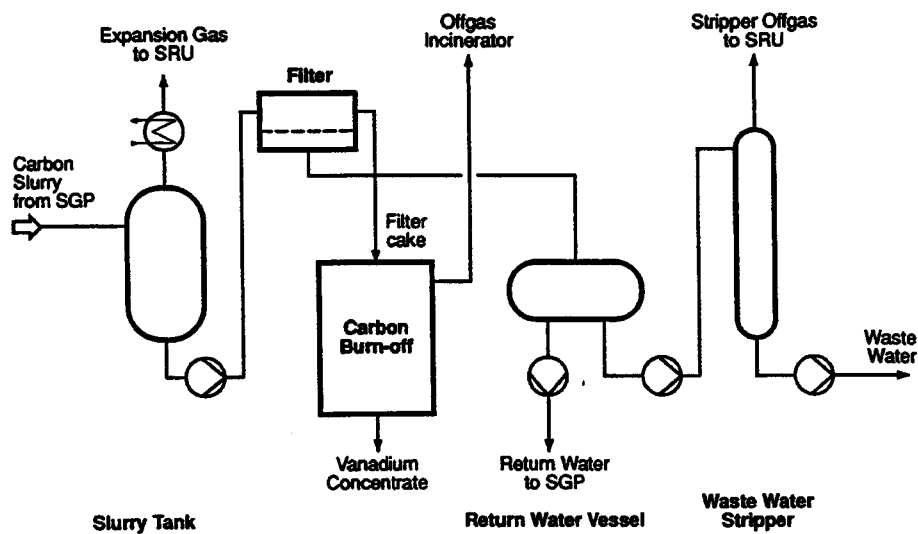 Expansion Gas
to SRU
Offgas
Incinerator
Stripper Offgas
to SRU
Filter
Carbon
Slurry
from SGP
Filter
cake
Carbon
Burn-off
Waste
Water
Vanadium
Concentrate
Return Water
to SGP
Slurry Tank
Return Water Vessel
Waste Water
Stripper